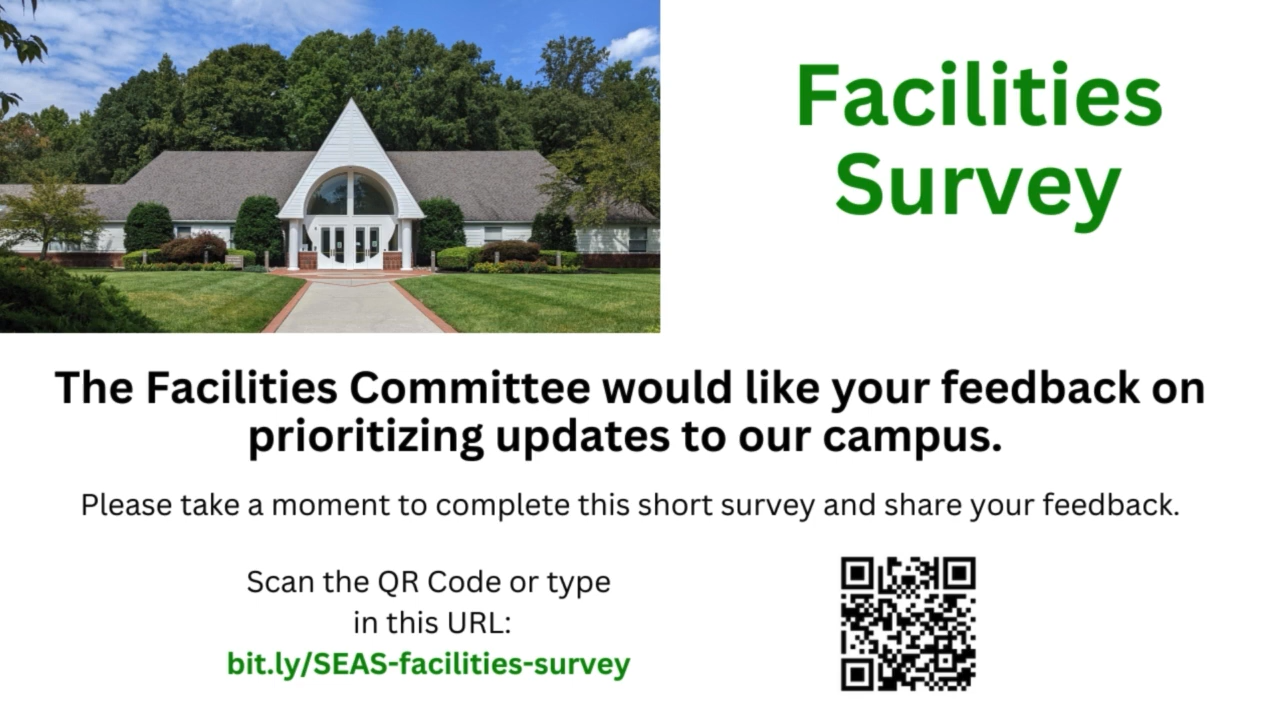 Facilities
Survey
The Facilities Committee would like your feedback on
prioritizing updates to our campus.
Please take a moment to complete this short survey and share your feedback.
Scan the QR Code or type
in this URL:
bit.ly/SEAS-facilities-survey